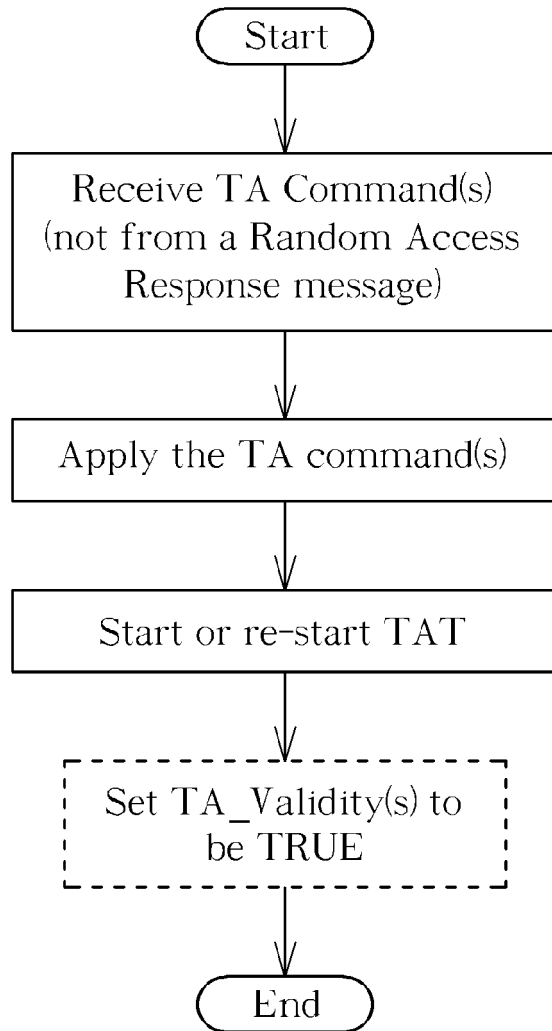 Start
Receive TA Command(s)
(not from a Random Access
Response message)
Apply the TA command(s)
Start or re-start TAT
Set TA_Validity(s) to
be TRUE
End